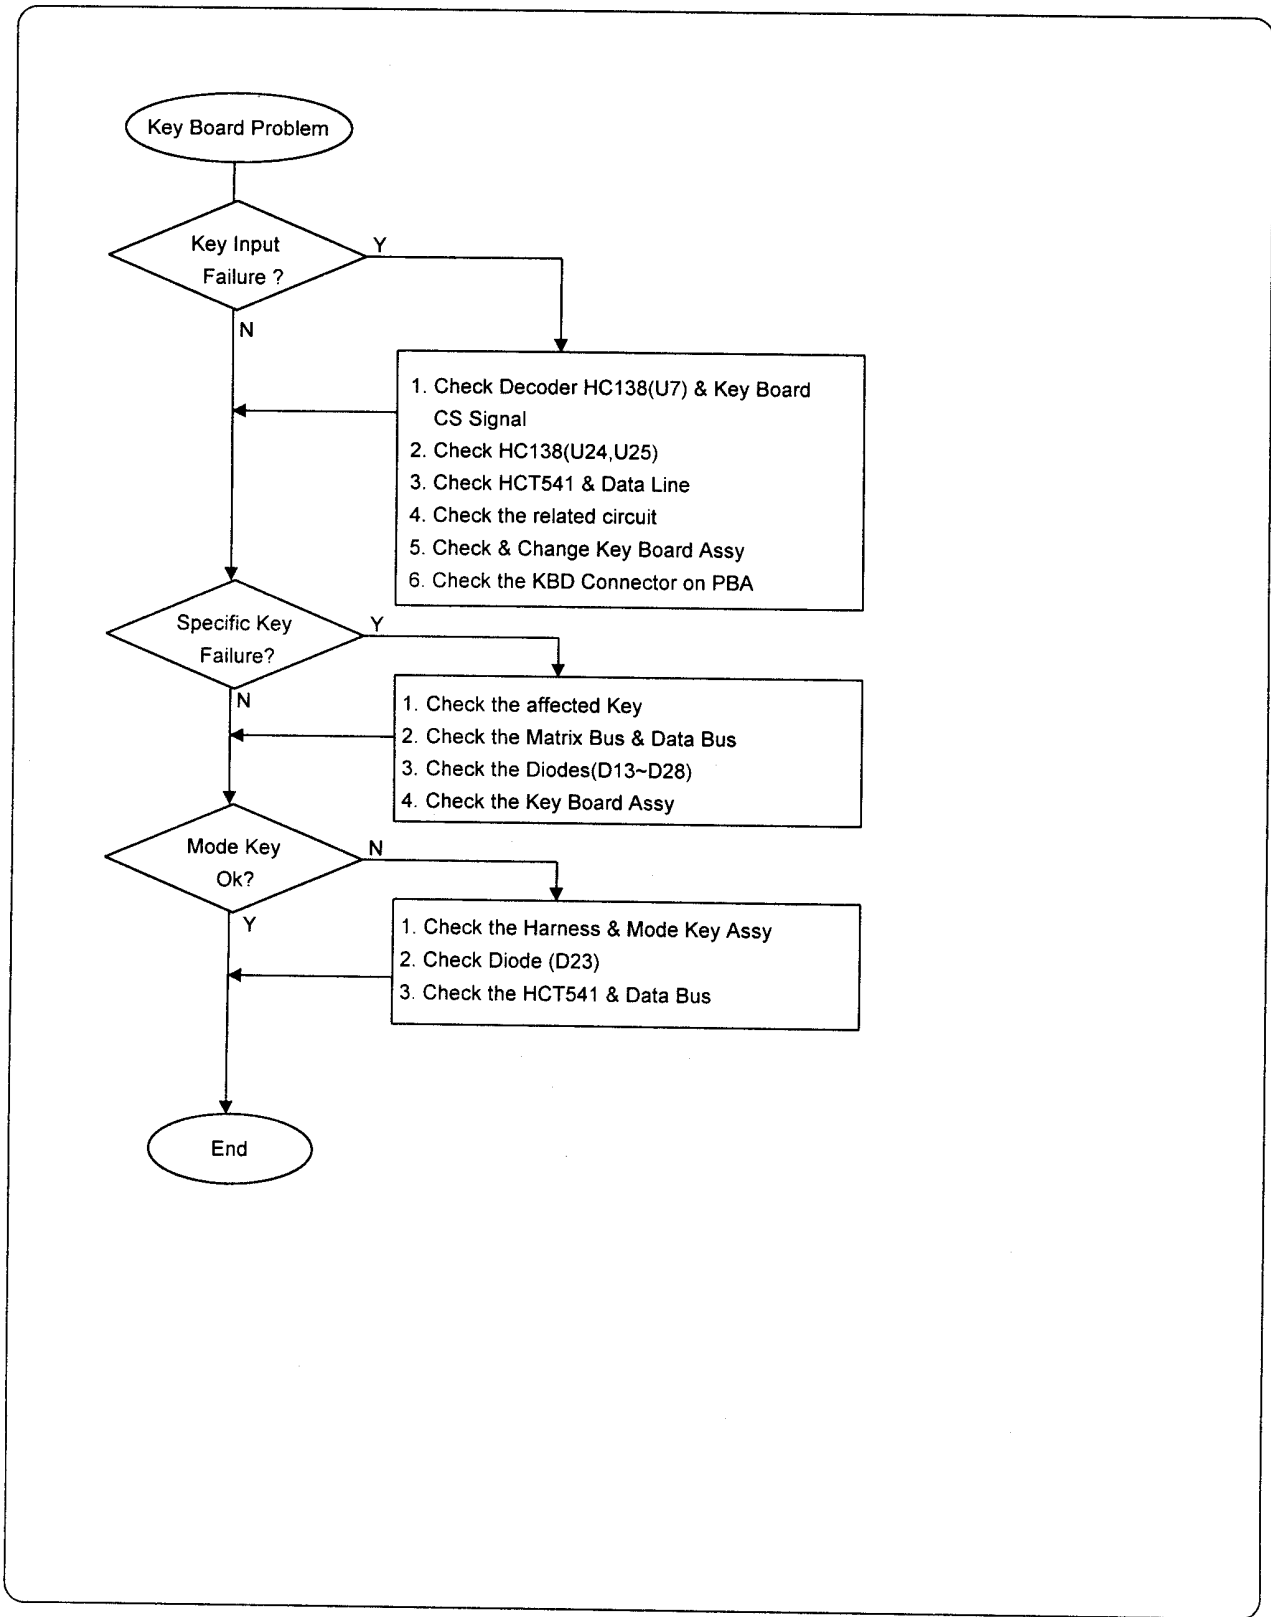 Key Board Problem
Key Input
Failure ?
Y
N
1. Check Decoder HC138(U7) & Key Board
CS Signal
2. Check HC138(U24,U25)
3. Check HCT541 & Data Line
4. Check the related circuit
5. Check & Change Key Board Assy
6. Check the KBD Connector on PBA
Specific Key
Failure?
Y
N
1. Check the affected Key
2. Check the Matrix Bus & Data Bus
3. Check the Diodes(D13~D28)
4. Check the Key Board Assy
Mode Key
Ok?
N
Y
1. Check the Harness & Mode Key Assy
2. Check Diode (D23)
3. Check the HCT541 & Data Bus
End